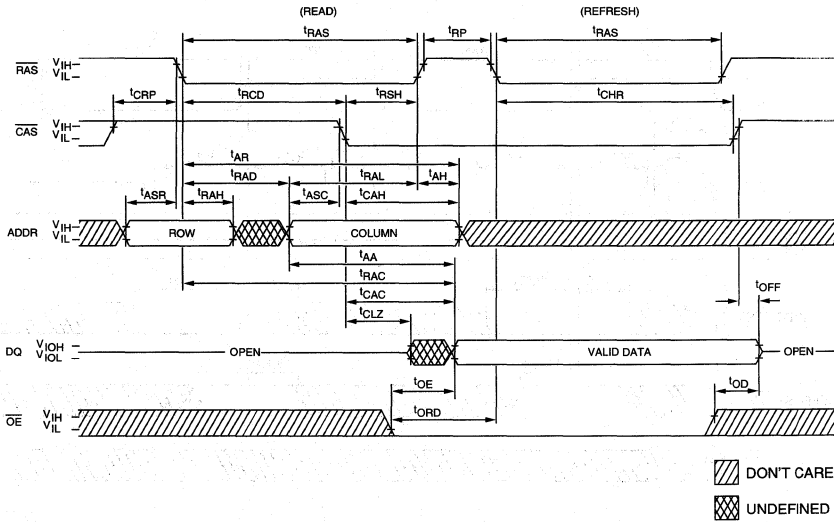 (READ) (REFRESH)
tRAS tRP tRAS
RAS VIH VIL
tCRP tRCD tRSH tCHR
CAS VIH VIL
tAR
tRAD tRAL tAH
tASR tRAH tASC tCAH
ADDR VIH VIL ROW COLUMN
tAA
tRAC
tCAC tOFF
tCLZ
DQ VIOH VIOL OPEN VALID DATA OPEN
tOE tOD
tORD
OE VIH VIL
DON'T CARE
UNDEFINED